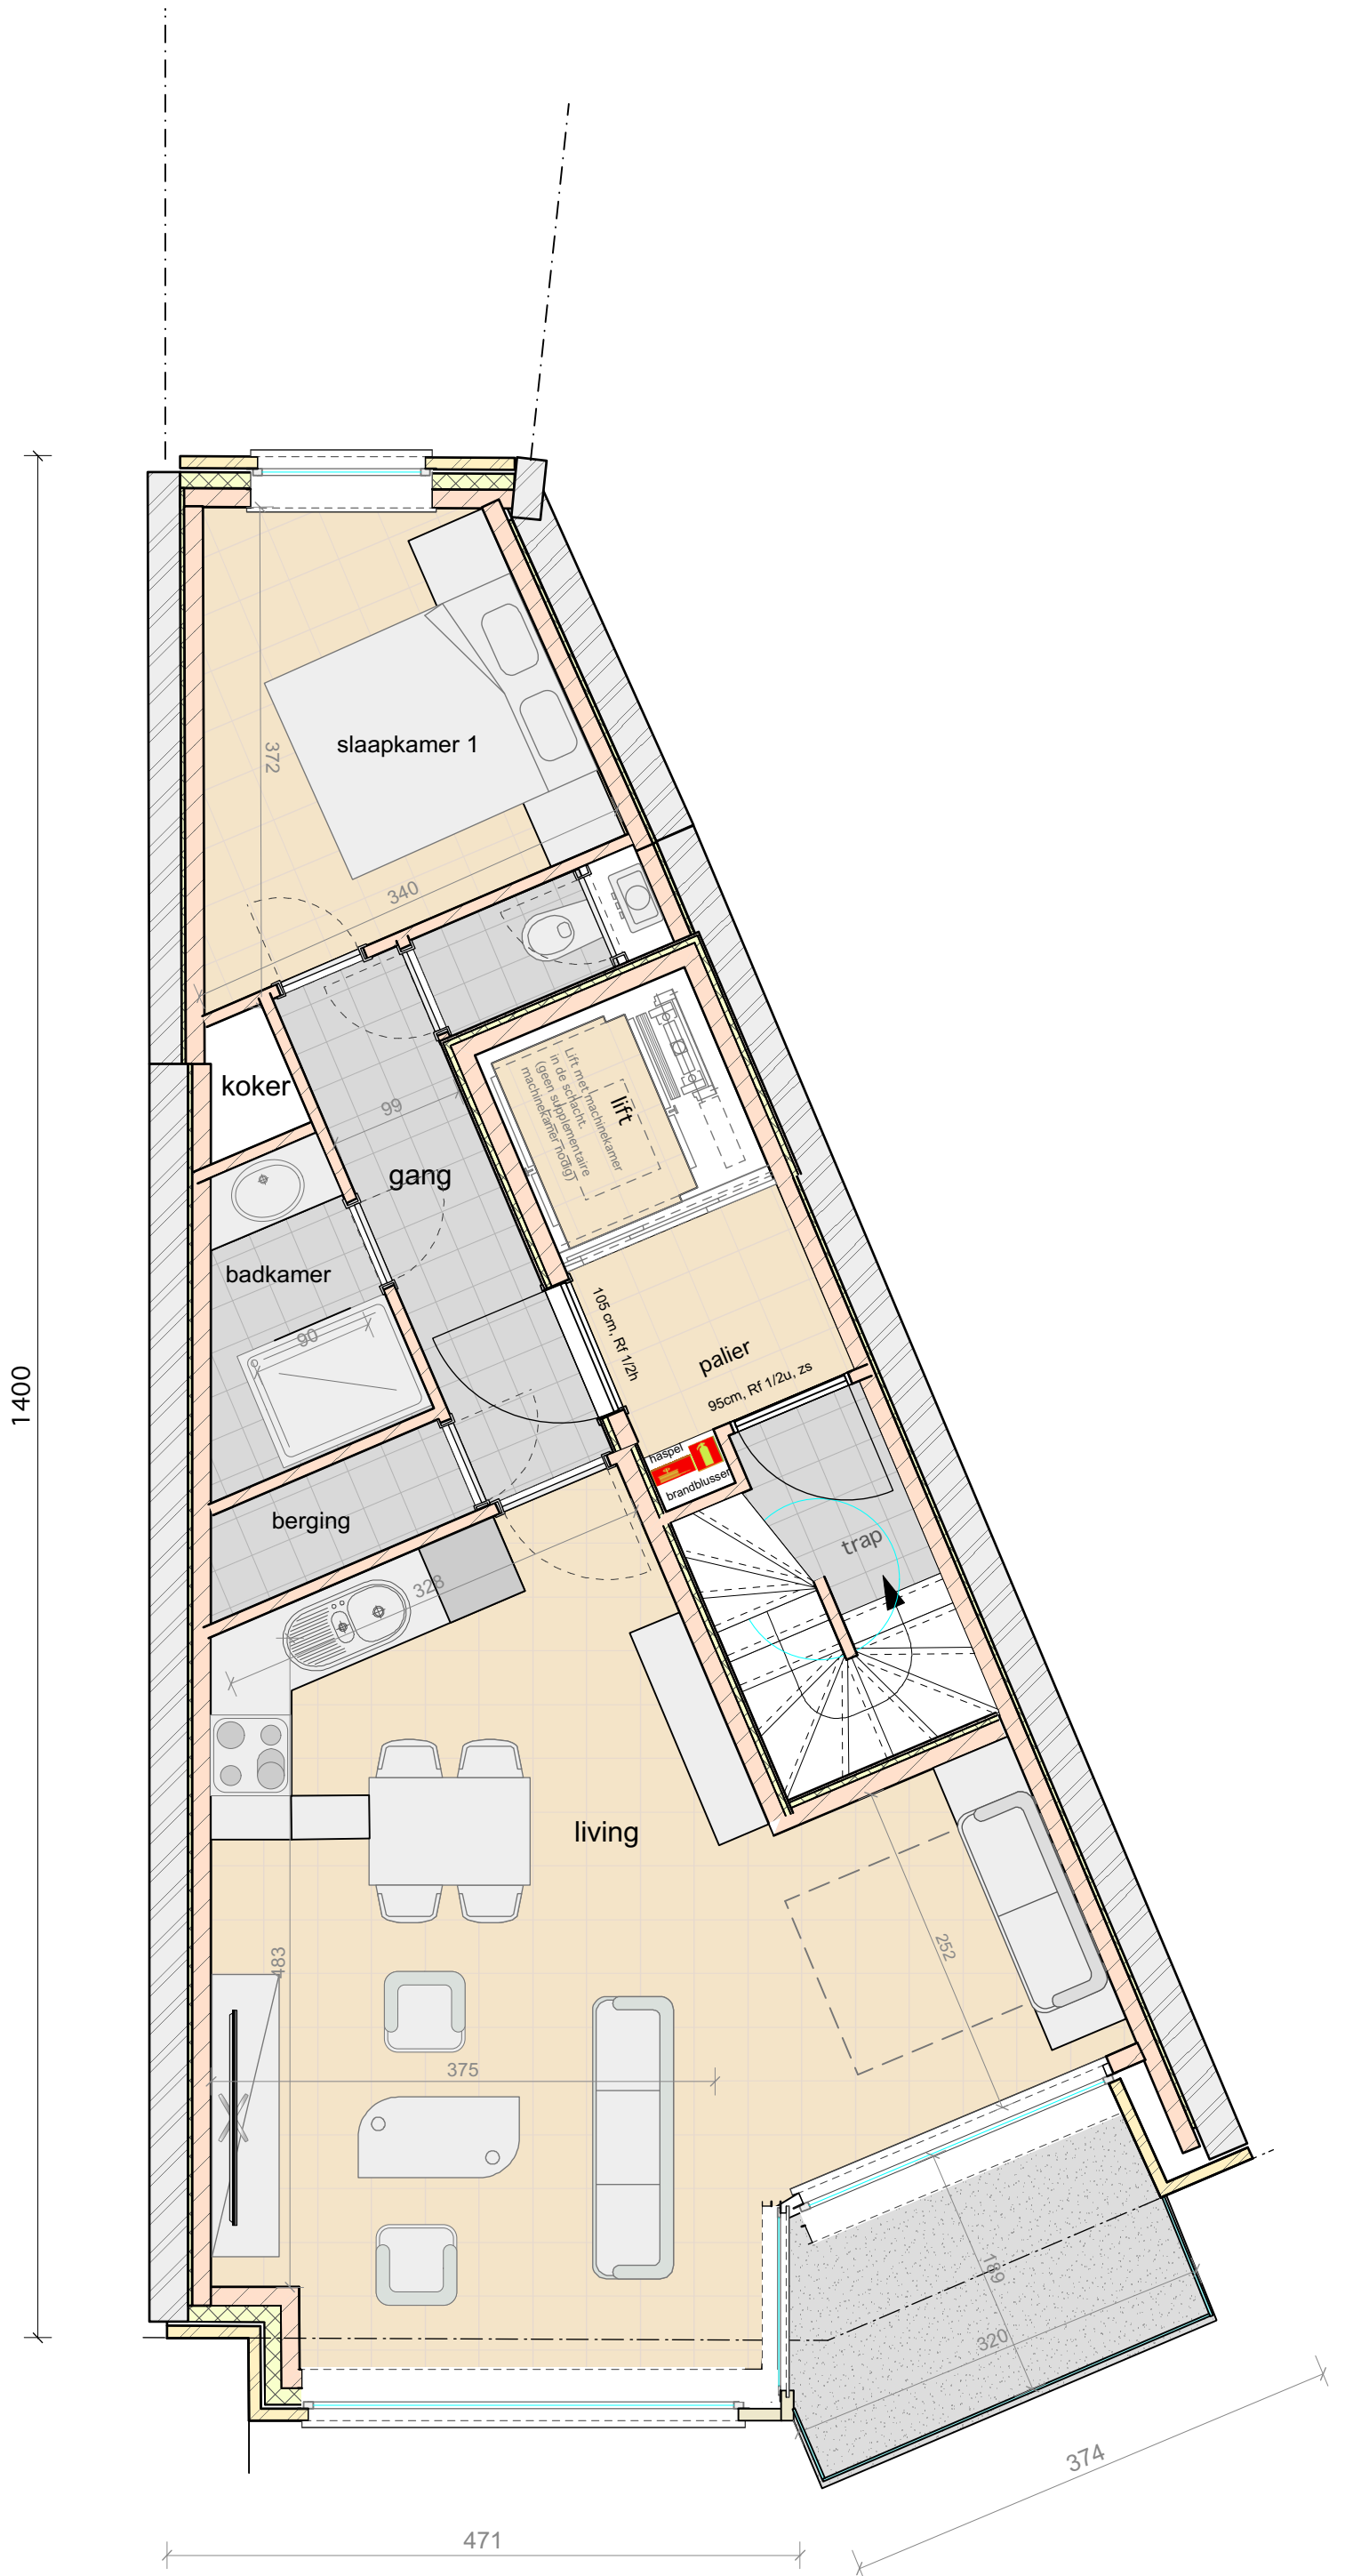 372
slaapkamer 1
340
koker
99
gang
Lift met machinekamer
in de schacht.
(geen supplementaire
machinekamer nodig)
lift
badkamer
90
105 cm, Rf 1/2h
palier
95cm, Rf 1/2u, zs
haspel
brandblusser
1400
berging
trap
328
living
252
483
375
189
320
374
471